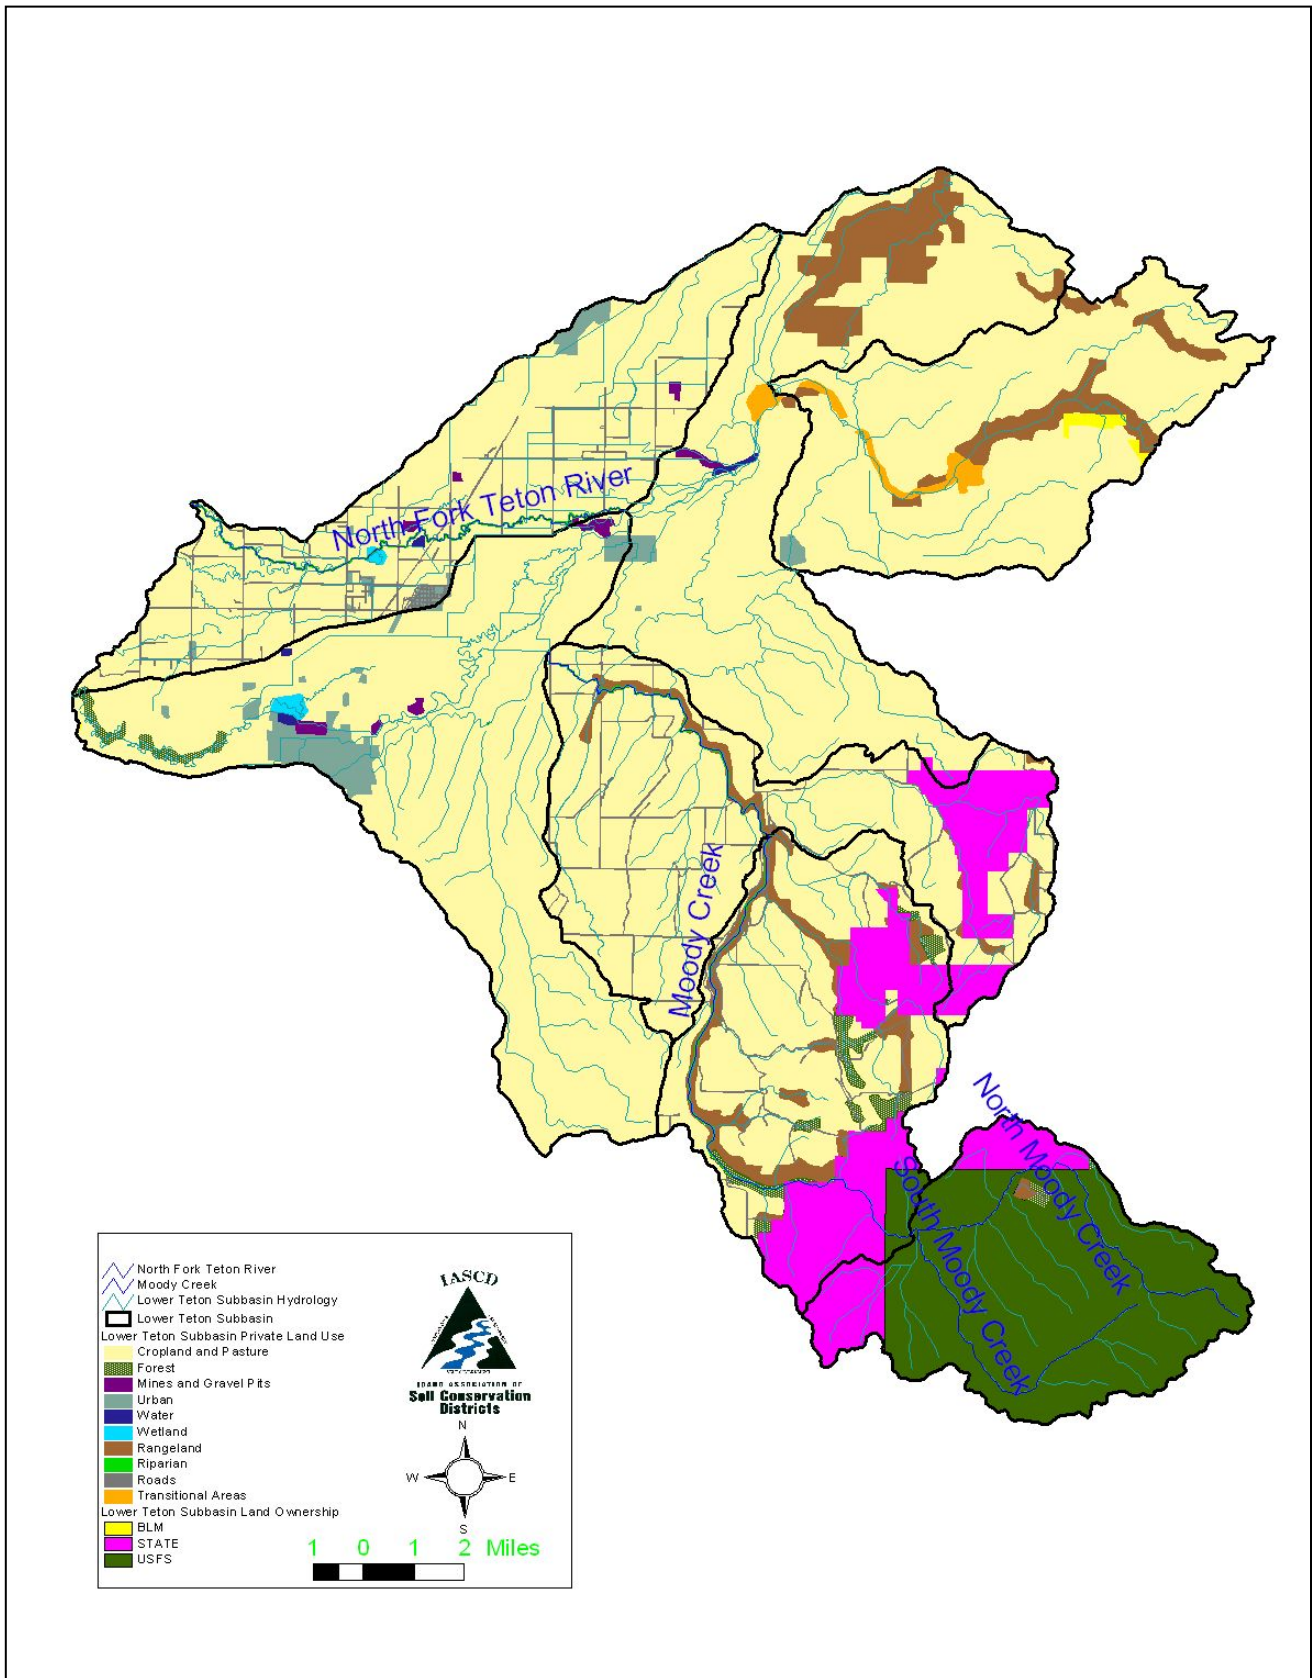 North Fork Teton River
Moody Creek
North Moody Creek
South Moody Creek
North Fork Teton River
Moody Creek
Lower Teton Subbasin Hydrology
Lower Teton Subbasin
Lower Teton Subbasin Private Land Use
Cropland and Pasture
Forest
Mines and Gravel Pits
Urban
Water
Wetland
Rangeland
Riparian
Roads
Transitional Areas
Lower Teton Subbasin Land Ownership
BLM
STATE
USFS
IASCD
IDAHO ASSOCIATION OF
Soil Conservation
Districts
N
W E
S
1 0 1 2 Miles